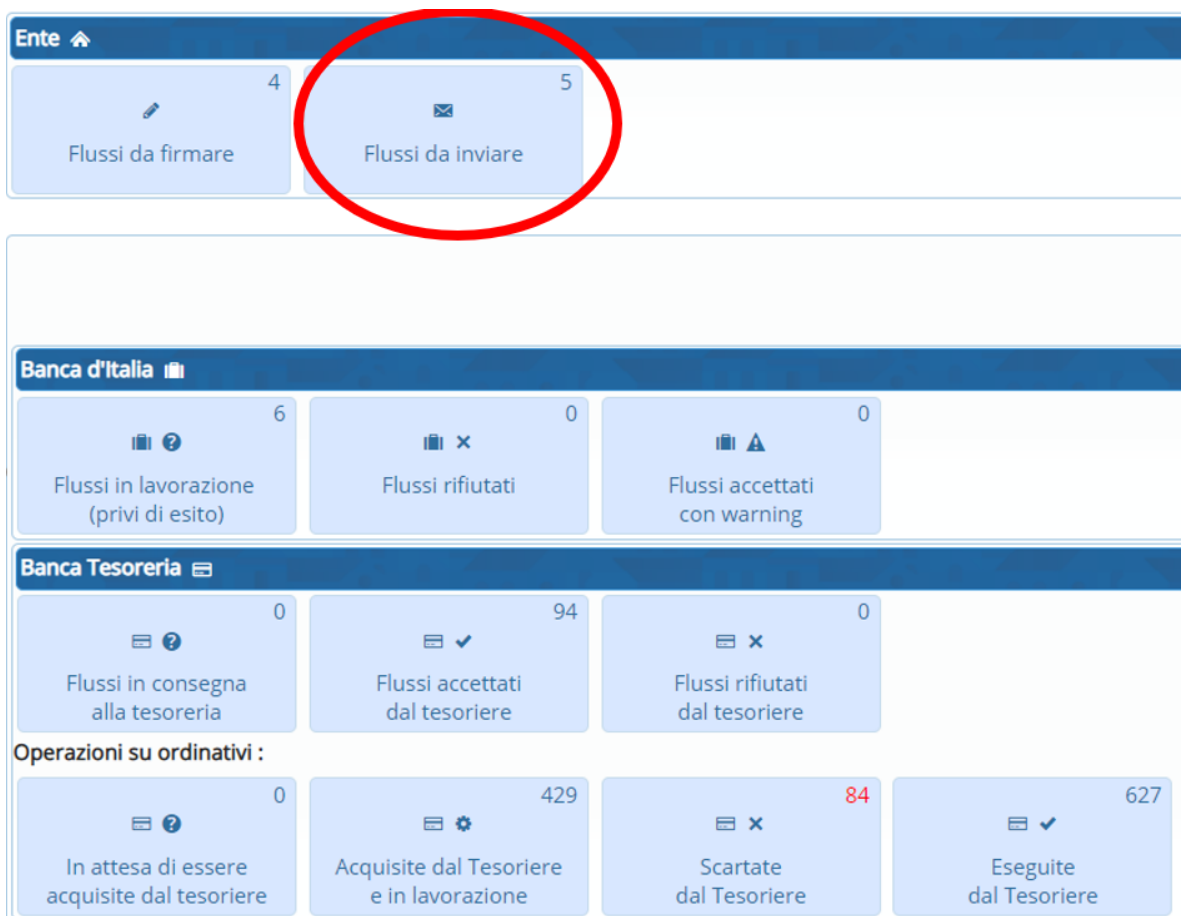 Ente
4
Flussi da firmare
5
Flussi da inviare
Banca d'Italia
6
Flussi in lavorazione
(privi di esito)
0
Flussi rifiutati
0
Flussi accettati
con warning
Banca Tesoreria
0
Flussi in consegna
alla tesoreria
94
Flussi accettati
dal tesoriere
0
Flussi rifiutati
dal tesoriere
Operazioni su ordinativi :
0
In attesa di essere
acquisite dal tesoriere
429
Acquisite dal Tesoriere
e in lavorazione
84
Scartate
dal Tesoriere
627
Eseguite
dal Tesoriere